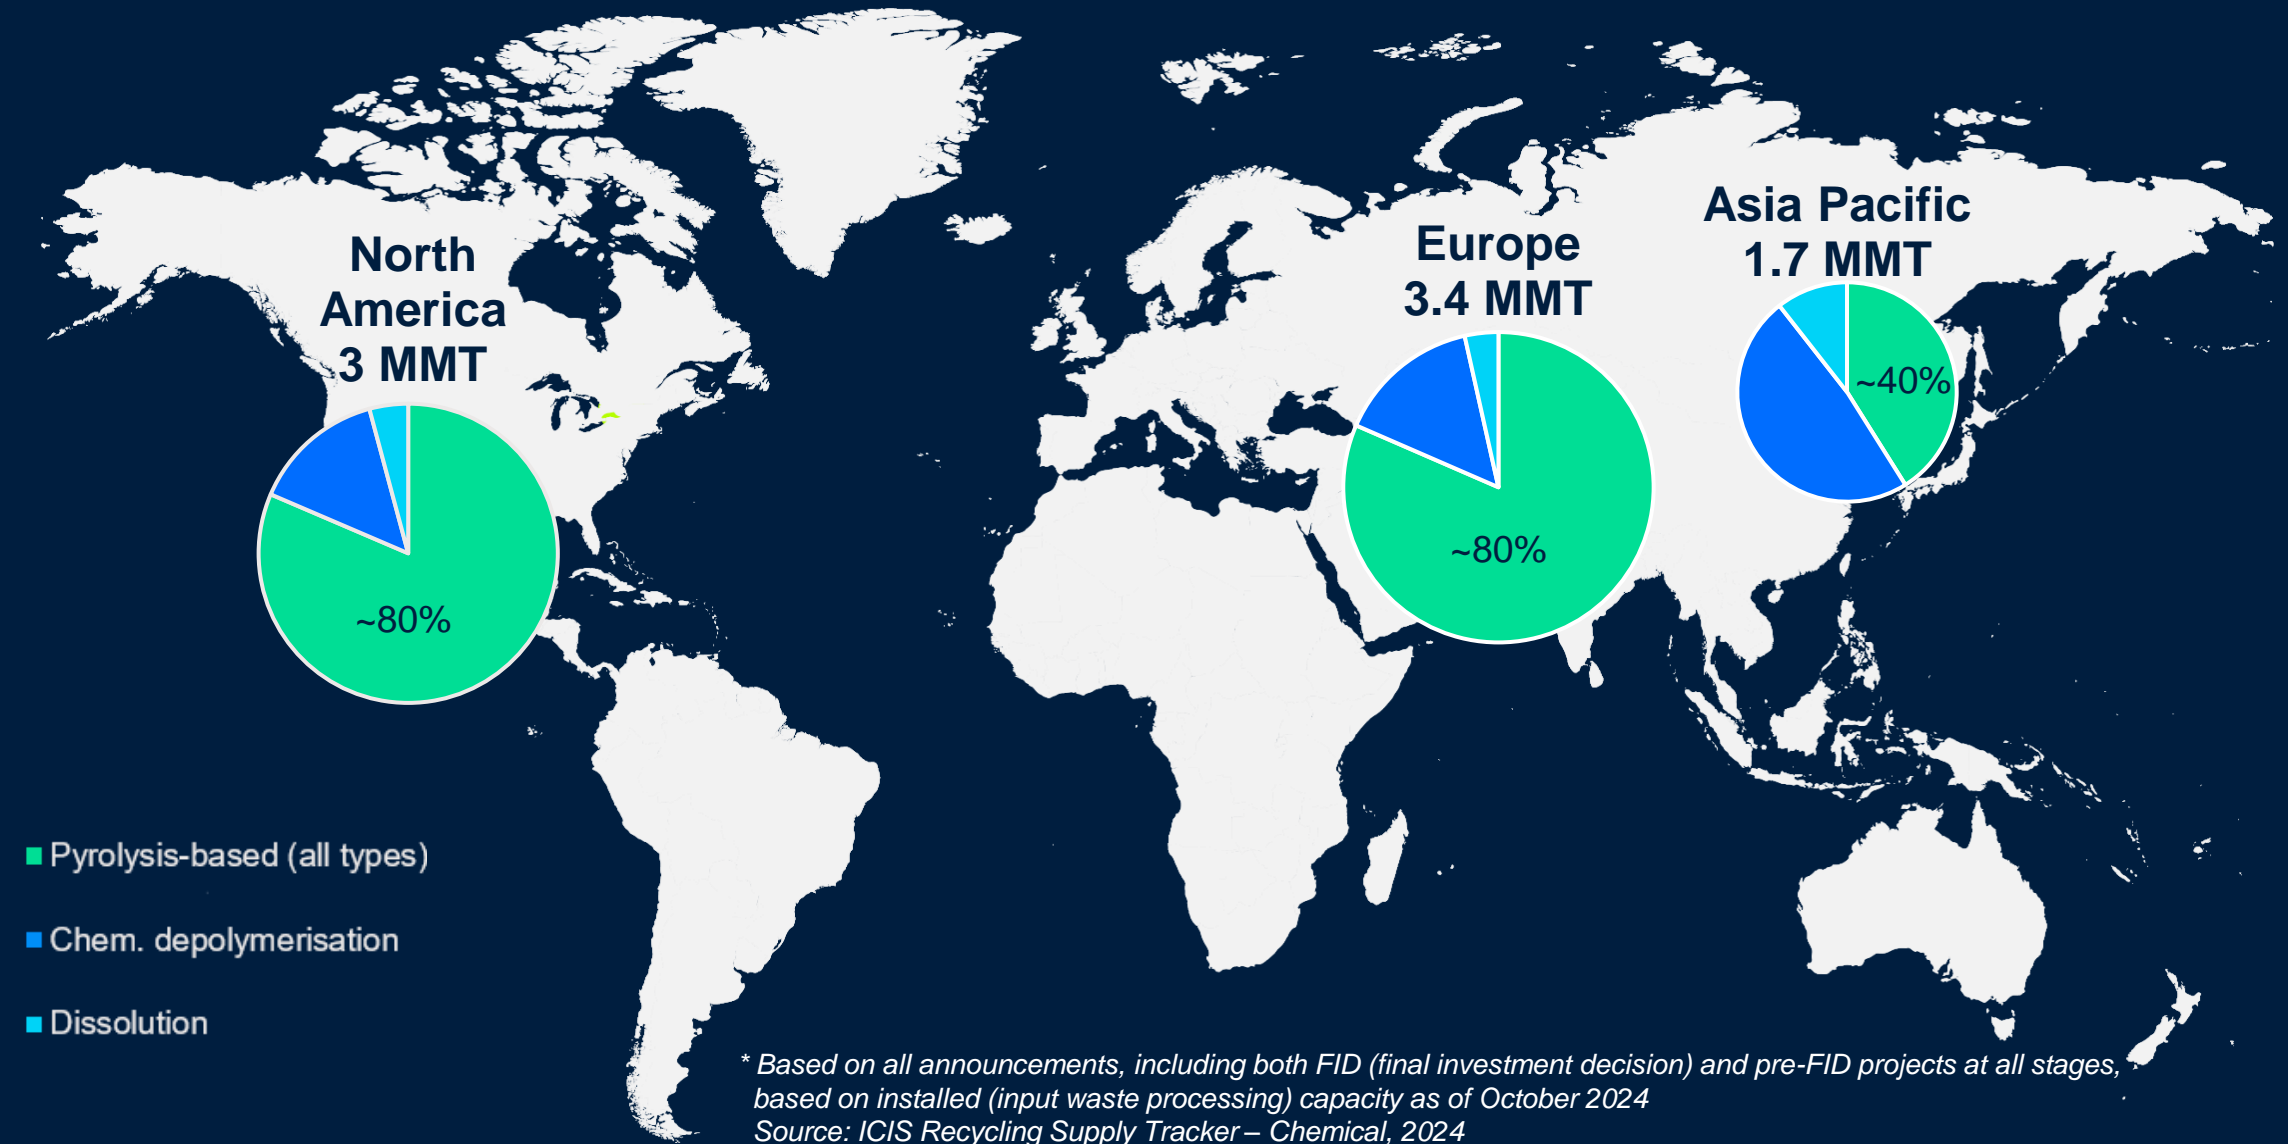 North
America
3 MMT
~80%
Europe
3.4 MMT
~80%
Asia Pacific
1.7 MMT
~40%
Pyrolysis-based (all types)
Chem. depolymerisation
Dissolution
* Based on all announcements, including both FID (final investment decision) and pre-FID projects at all stages,
based on installed (input waste processing) capacity as of October 2024
Source: ICIS Recycling Supply Tracker – Chemical, 2024